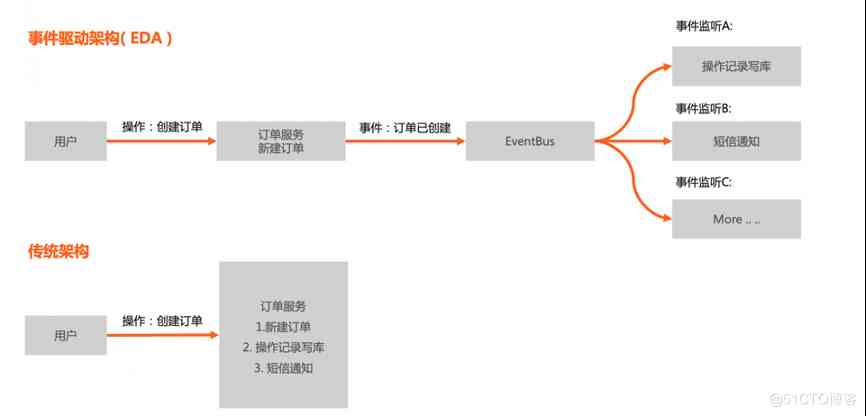 事件驱动架构( EDA )
事件监听A:
操作记录写库
用户
操作：创建订单
订单服务
新建订单
事件：订单已创建
EventBus
事件监听B:
短信通知
事件监听C:
More .. ..
传统架构
用户
操作：创建订单
订单服务
1.新建订单
2. 操作记录写库
3. 短信通知
@51CTO博客